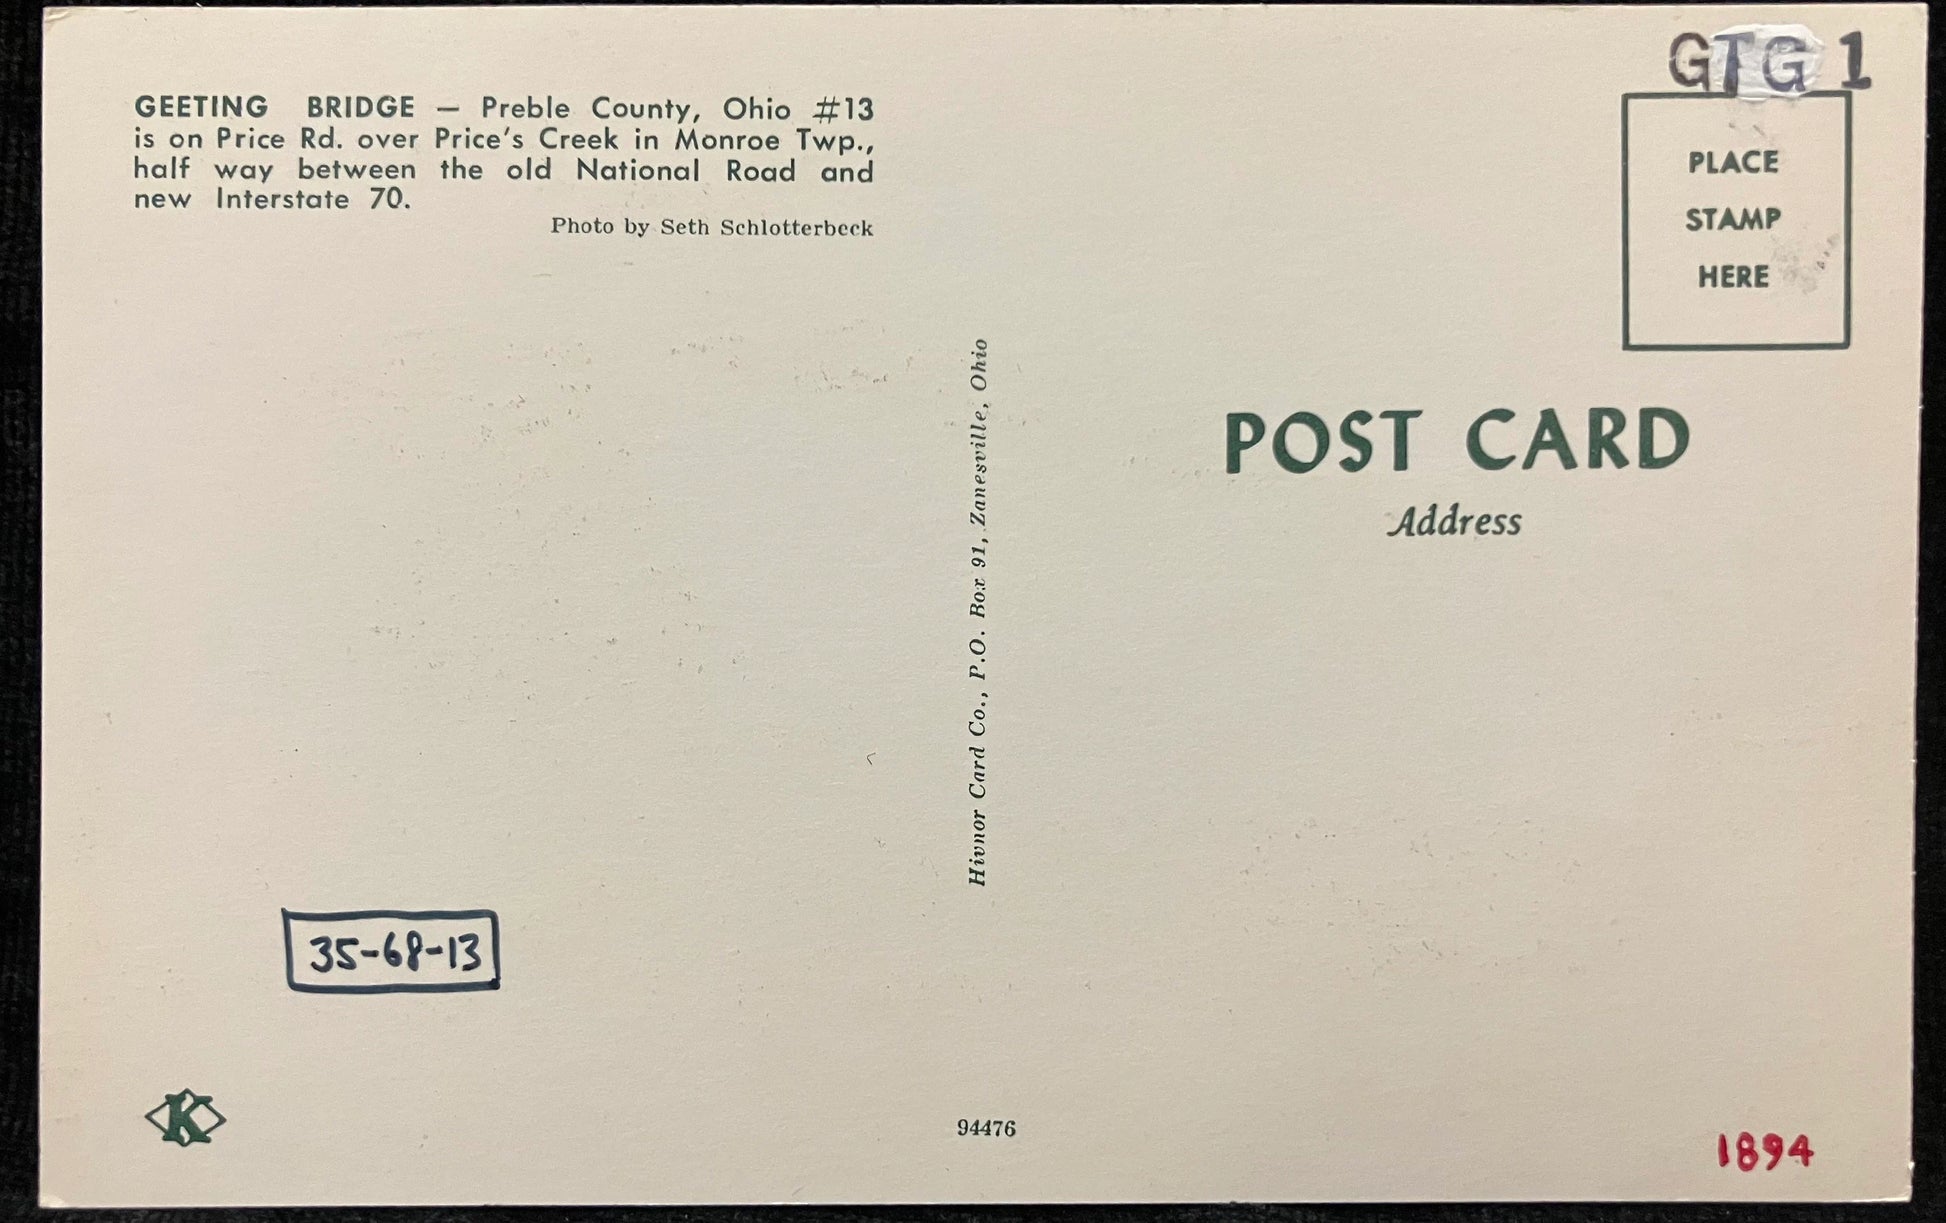 GTG 1
GEETING BRIDGE — Preble County, Ohio #13
is on Price Rd. over Price's Creek in Monroe Twp.,
half way between the old National Road and
new Interstate 70.
Photo by Seth Schlotterbeck
PLACE
STAMP
HERE
Hivnor Card Co., P.O. Box 91, Zanesville, Ohio
POST CARD
Address
35-68-13
K
94476
1894